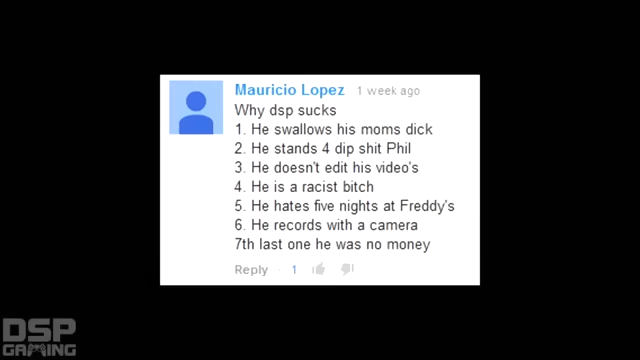 Mauricio Lopez 1 week ago
Why dsp sucks
1. He swallows his moms dick
2. He stands 4 dip shit Phil
3. He doesn't edit his video's
4. He is a racist bitch
5. He hates five nights at Freddy's
6. He records with a camera
7th last one he was no money
Reply · 1
DSP
GAMING